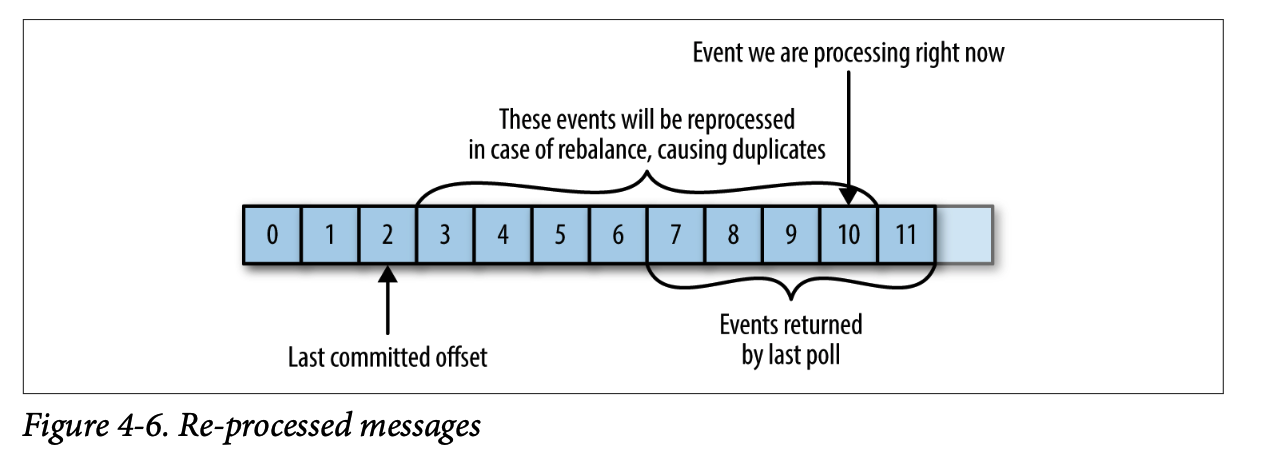 Event we are processing right now
These events will be reprocessed
in case of rebalance, causing duplicates
0 1 2 3 4 5 6 7 8 9 10 11
Last committed offset
Events returned
by last poll
Figure 4-6. Re-processed messages